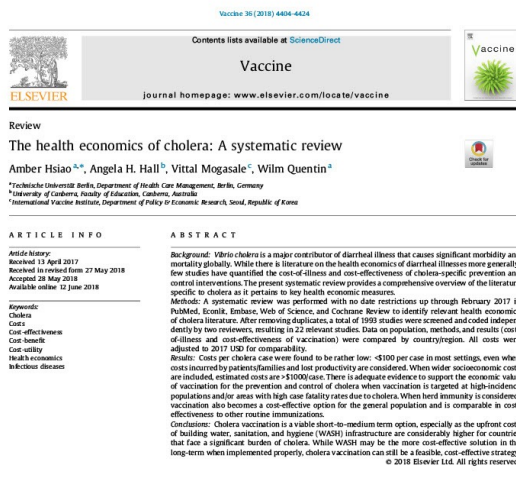 Vaccine 36 (2018) 4404-4424
Contents lists available at ScienceDirect
Vaccine
journal homepage: www.elsevier.com/locate/vaccine
ELSEVIER
Vaccine
Review
The health economics of cholera: A systematic review
Check for updates
Amber Hsiao a,*, Angela H. Hall b, Vittal Mogasale c, Wilm Quentin a
a Technische Universität Berlin, Department of Health Care Management, Berlin, Germany
b University of Canberra, Faculty of Education, Canberra, Australia
c International Vaccine Institute, Department of Policy & Economic Research, Seoul, Republic of Korea
ARTICLE INFO
Article history:
Received 13 April 2017
Received in revised form 27 May 2018
Accepted 28 May 2018
Available online 12 June 2018
Keywords:
Cholera
Costs
Cost-effectiveness
Cost-benefit
Cost-utility
Health economics
Infectious diseases
ABSTRACT
Background: Vibrio cholera is a major contributor of diarrheal illness that causes significant morbidity an
mortality globally. While there is literature on the health economics of diarrheal illnesses more generall
few studies have quantified the cost-of-illness and cost-effectiveness of cholera-specific prevention an
control interventions. The present systematic review provides a comprehensive overview of the literatur
specific to cholera as it pertains to key health economic measures.
Methods: A systematic review was performed with no date restrictions up through February 2017 i
PubMed, Econlit, Embase, Web of Science, and Cochrane Review to identify relevant health economic
of cholera literature. After removing duplicates, a total of 1993 studies were screened and coded indepen
dently by two reviewers, resulting in 22 relevant studies. Data on population, methods, and results (cost
of-illness and cost-effectiveness of vaccination) were compared by country/region. All costs wer
adjusted to 2017 USD for comparability.
Results: Costs per cholera case were found to be rather low: <$100 per case in most settings, even whe
costs incurred by patients/families and lost productivity are considered. When wider socioeconomic cost
are included, estimated costs are >$1000/case. There is adequate evidence to support the economic valu
of vaccination for the prevention and control of cholera when vaccination is targeted at high-incidenc
populations and/or areas with high case fatality rates due to cholera. When herd immunity is considered
vaccination also becomes a cost-effective option for the general population and is comparable in cost
effectiveness to other routine immunizations.
Conclusions: Cholera vaccination is a viable short-to-medium term option, especially as the upfront cost
of building water, sanitation, and hygiene (WASH) infrastructure are considerably higher for countrie
that face a significant burden of cholera. While WASH may be the more cost-effective solution in th
long-term when implemented properly, cholera vaccination can still be a feasible, cost-effective strategy
© 2018 Elsevier Ltd. All rights reserved